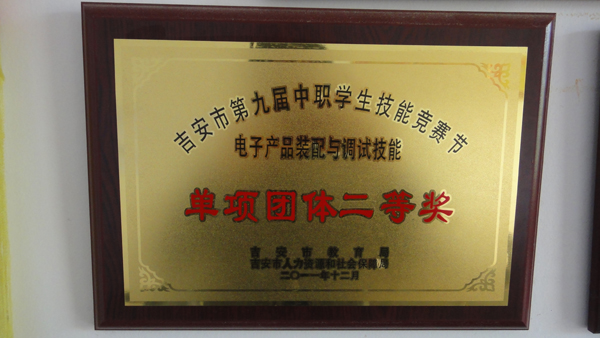 吉安市第九届中职学生技能竞赛节
电子产品装配与调试技能
单项团体二等奖
吉安市教育局
吉安市人力资源和社会保障局
二〇一一年十二月